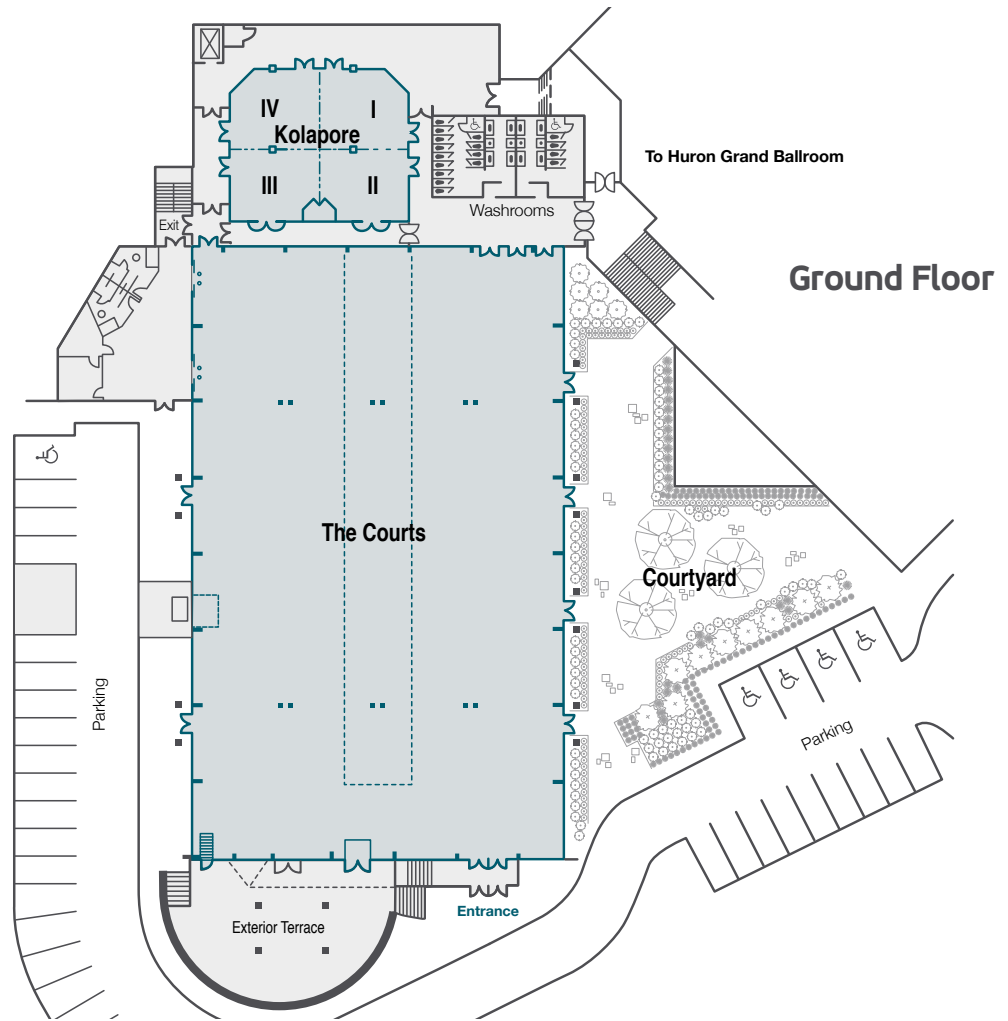 IV
I
Kolapore
To Huron Grand Ballroom
III
II
Washrooms
Exit
Ground Floor
The Courts
Courtyard
Parking
Parking
Entrance
Exterior Terrace